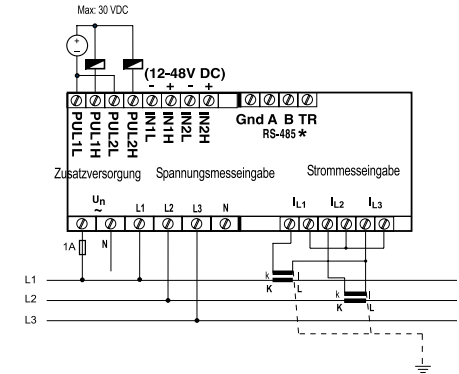 Max: 30 VDC
+
−
(12-48V DC)
− + − +
PUL1L PUL1H PUL2L PUL2H IN1L IN1H IN2L IN2H
Gnd A B TR
RS-485 *
Zusatzversorgung Spannungsmesseingabe Strommesseingabe
Un L1 L2 L3 N IL1 IL2 IL3
~
1A N
k l
L1
K L
k l
L2
K L
L3